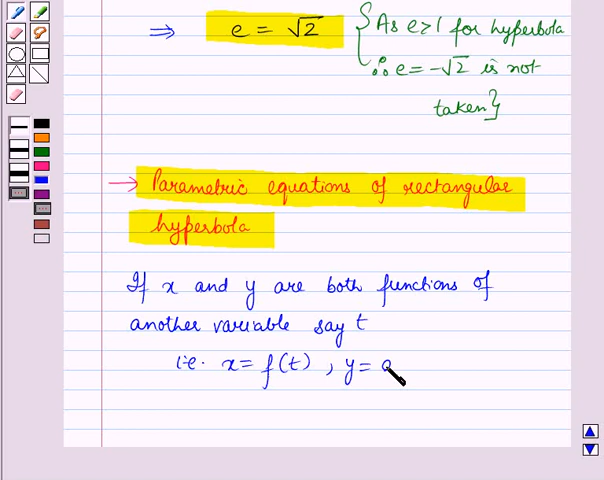 ⇒ e = √2 {As e>1 for hyperbola
∴ e = -√2 is not
taken}
→ Parametric equations of rectangular
hyperbola
If x and y are both functions of
another variable say t
i.e. x = f(t), y =